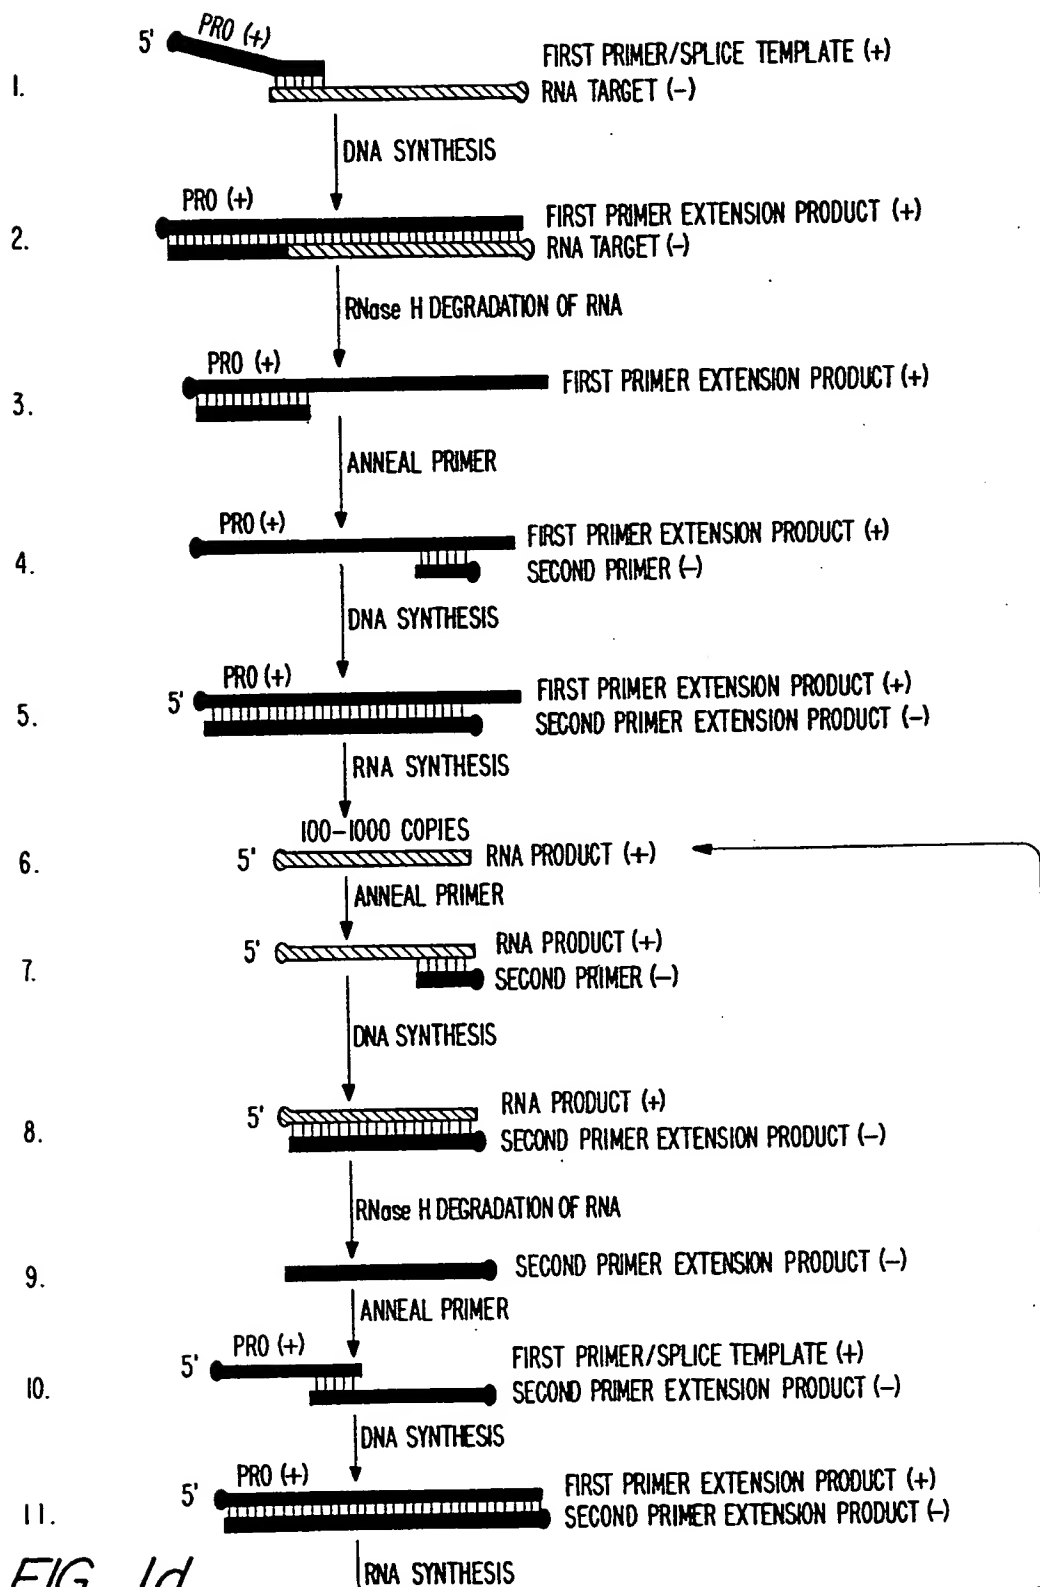 PRO (+)
5'
FIRST PRIMER/SPLICE TEMPLATE (+)
1.
RNA TARGET (-)
DNA SYNTHESIS
PRO (+)
FIRST PRIMER EXTENSION PRODUCT (+)
2.
RNA TARGET (-)
RNase H DEGRADATION OF RNA
PRO (+)
FIRST PRIMER EXTENSION PRODUCT (+)
3.
ANNEAL PRIMER
PRO (+)
FIRST PRIMER EXTENSION PRODUCT (+)
4.
SECOND PRIMER (-)
DNA SYNTHESIS
PRO (+)
5'
FIRST PRIMER EXTENSION PRODUCT (+)
5.
SECOND PRIMER EXTENSION PRODUCT (-)
RNA SYNTHESIS
100-1000 COPIES
6.
5'
RNA PRODUCT (+)
ANNEAL PRIMER
5'
RNA PRODUCT (+)
7.
SECOND PRIMER (-)
DNA SYNTHESIS
5'
RNA PRODUCT (+)
8.
SECOND PRIMER EXTENSION PRODUCT (-)
RNase H DEGRADATION OF RNA
9.
SECOND PRIMER EXTENSION PRODUCT (-)
ANNEAL PRIMER
PRO (+)
5'
FIRST PRIMER/SPLICE TEMPLATE (+)
10.
SECOND PRIMER EXTENSION PRODUCT (-)
DNA SYNTHESIS
PRO (+)
5'
FIRST PRIMER EXTENSION PRODUCT (+)
11.
SECOND PRIMER EXTENSION PRODUCT (-)
RNA SYNTHESIS
FIG. 1d